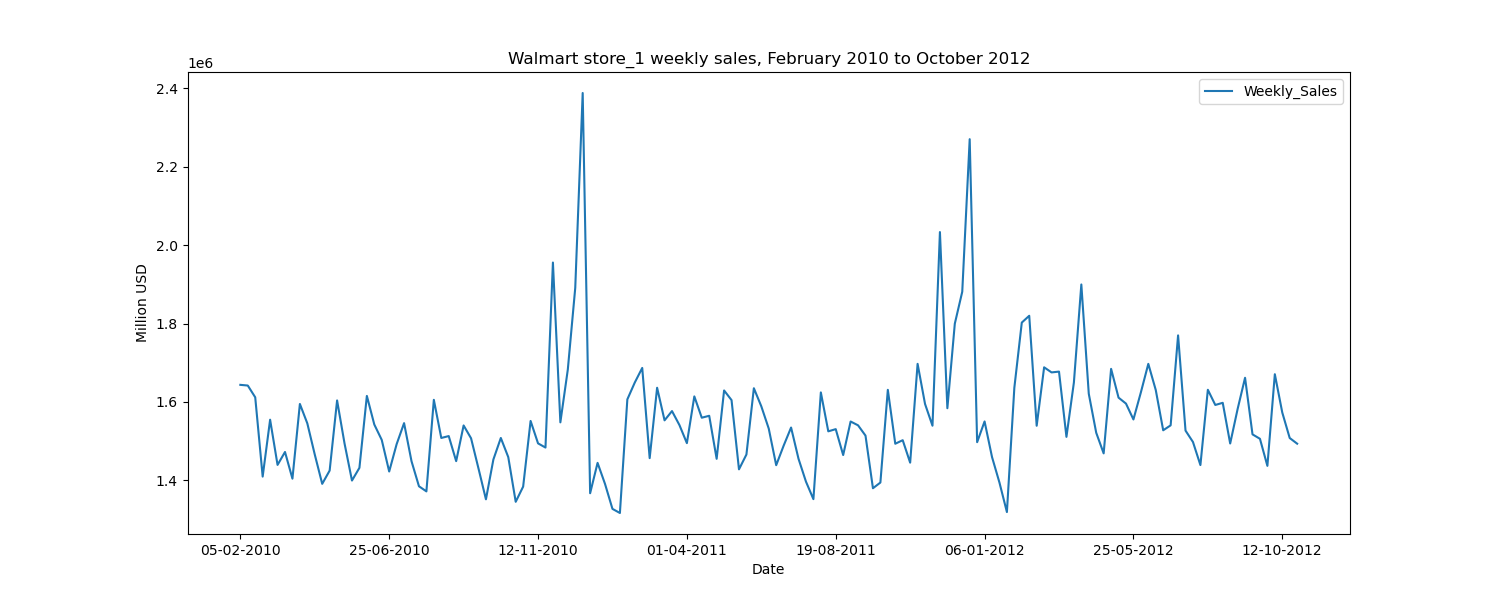 Walmart store_1 weekly sales, February 2010 to October 2012
1e6
Weekly_Sales
2.4
2.2
2.0
1.8
1.6
1.4
Million USD
05-02-2010 25-06-2010 12-11-2010 01-04-2011 19-08-2011 06-01-2012 25-05-2012 12-10-2012
Date